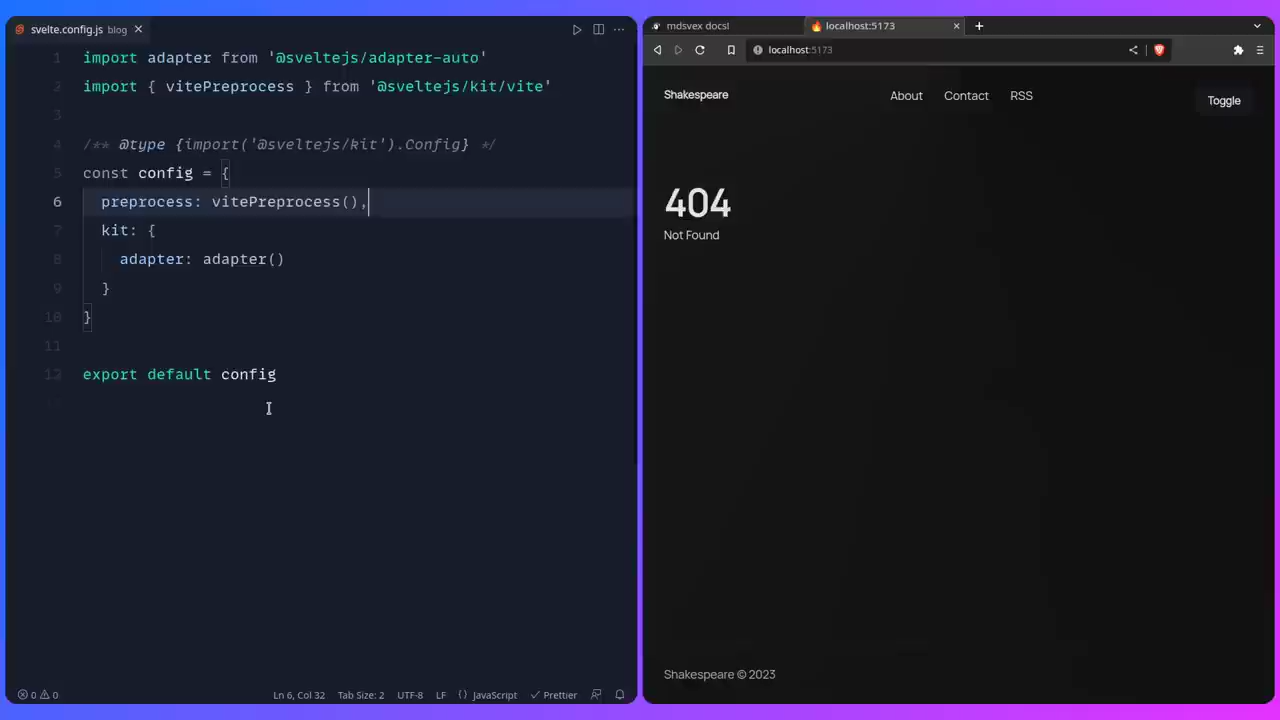 svelte.config.js blog
1 import adapter from '@sveltejs/adapter-auto'
2 import { vitePreprocess } from '@sveltejs/kit/vite'
3
4 /** @type {import('@sveltejs/kit').Config} */
5 const config = {
6 preprocess: vitePreprocess(),
7 kit: {
8 adapter: adapter()
9 }
10 }
11
12 export default config
Ln 6, Col 32 Tab Size: 2 UTF-8 LF {} JavaScript Prettier
0 0
mdsvex docs!
localhost:5173
localhost:5173
Shakespeare
About Contact RSS
Toggle
404
Not Found
Shakespeare © 2023